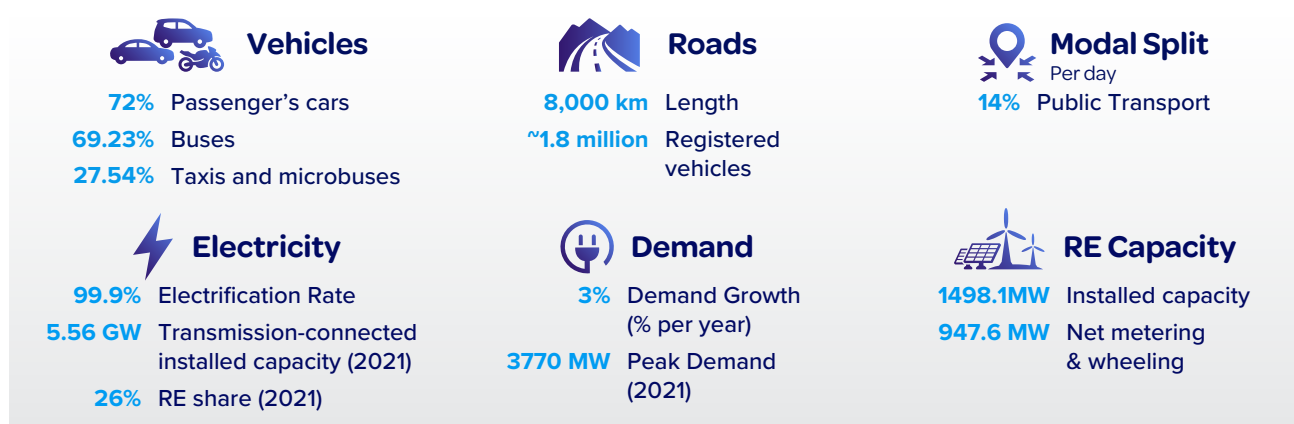 Vehicles
72% Passenger's cars
69.23% Buses
27.54% Taxis and microbuses
Roads
8,000 km Length
~1.8 million Registered
vehicles
Modal Split
Per day
14% Public Transport
Electricity
99.9% Electrification Rate
5.56 GW Transmission-connected
installed capacity (2021)
26% RE share (2021)
Demand
3% Demand Growth
(% per year)
3770 MW Peak Demand
(2021)
RE Capacity
1498.1MW Installed capacity
947.6 MW Net metering
& wheeling